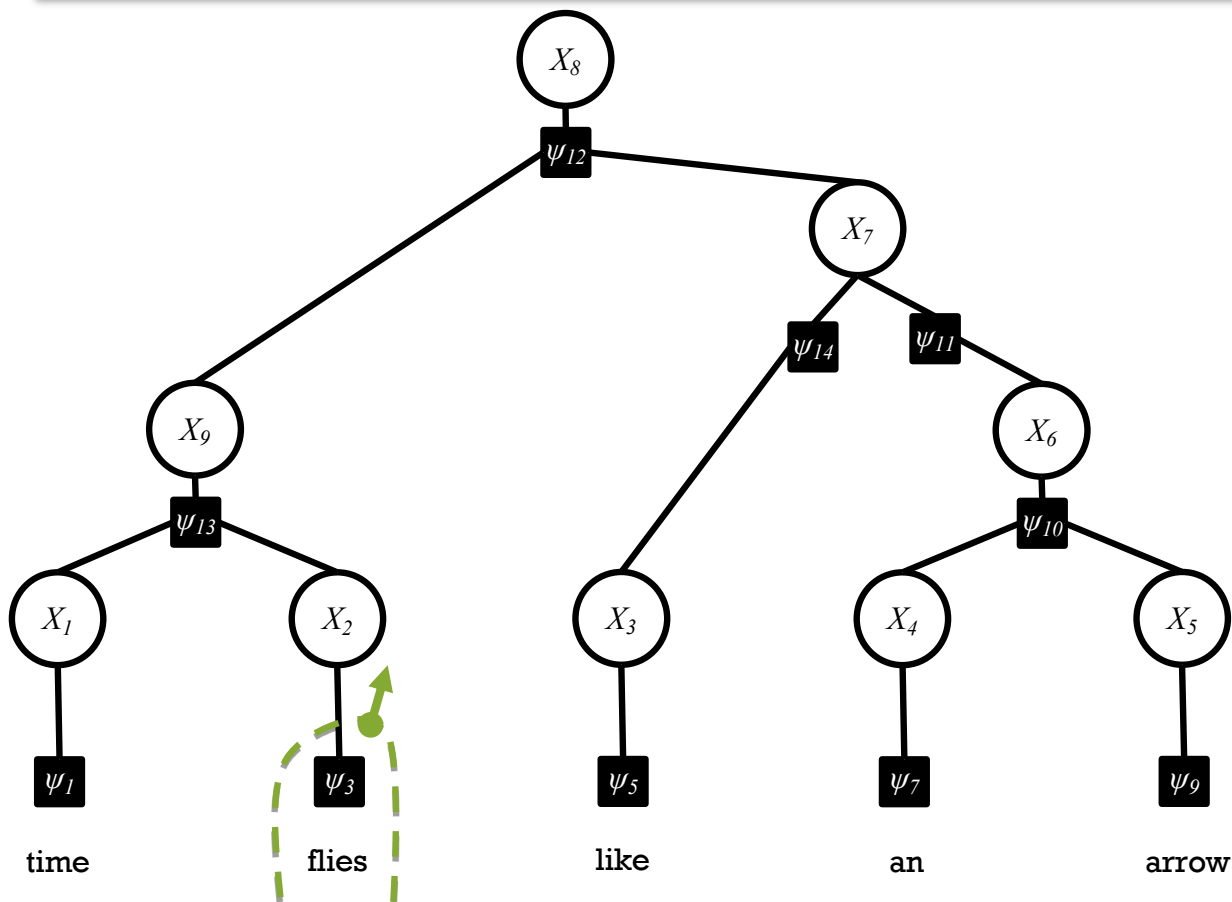 X₈
ψ₁₂
X₇
ψ₁₄ ψ₁₁
X₉ X₆
ψ₁₃ ψ₁₀
X₁ X₂ X₃ X₄ X₅
ψ₁ ψ₃ ψ₅ ψ₇ ψ₉
time flies like an arrow